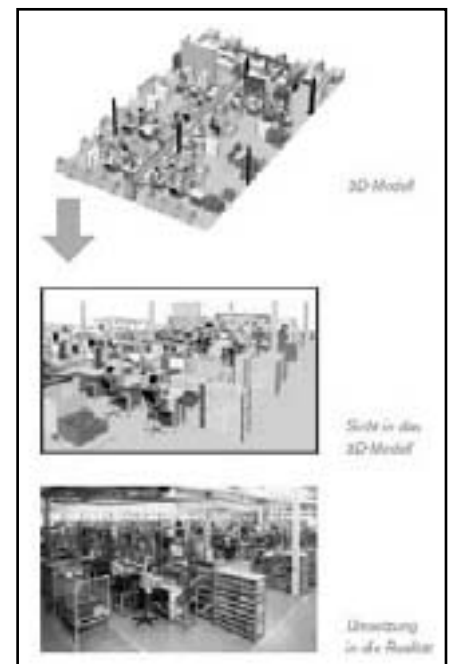 3D-Modell
Sicht in das
3D-Modell
Umsetzung
in die Realität